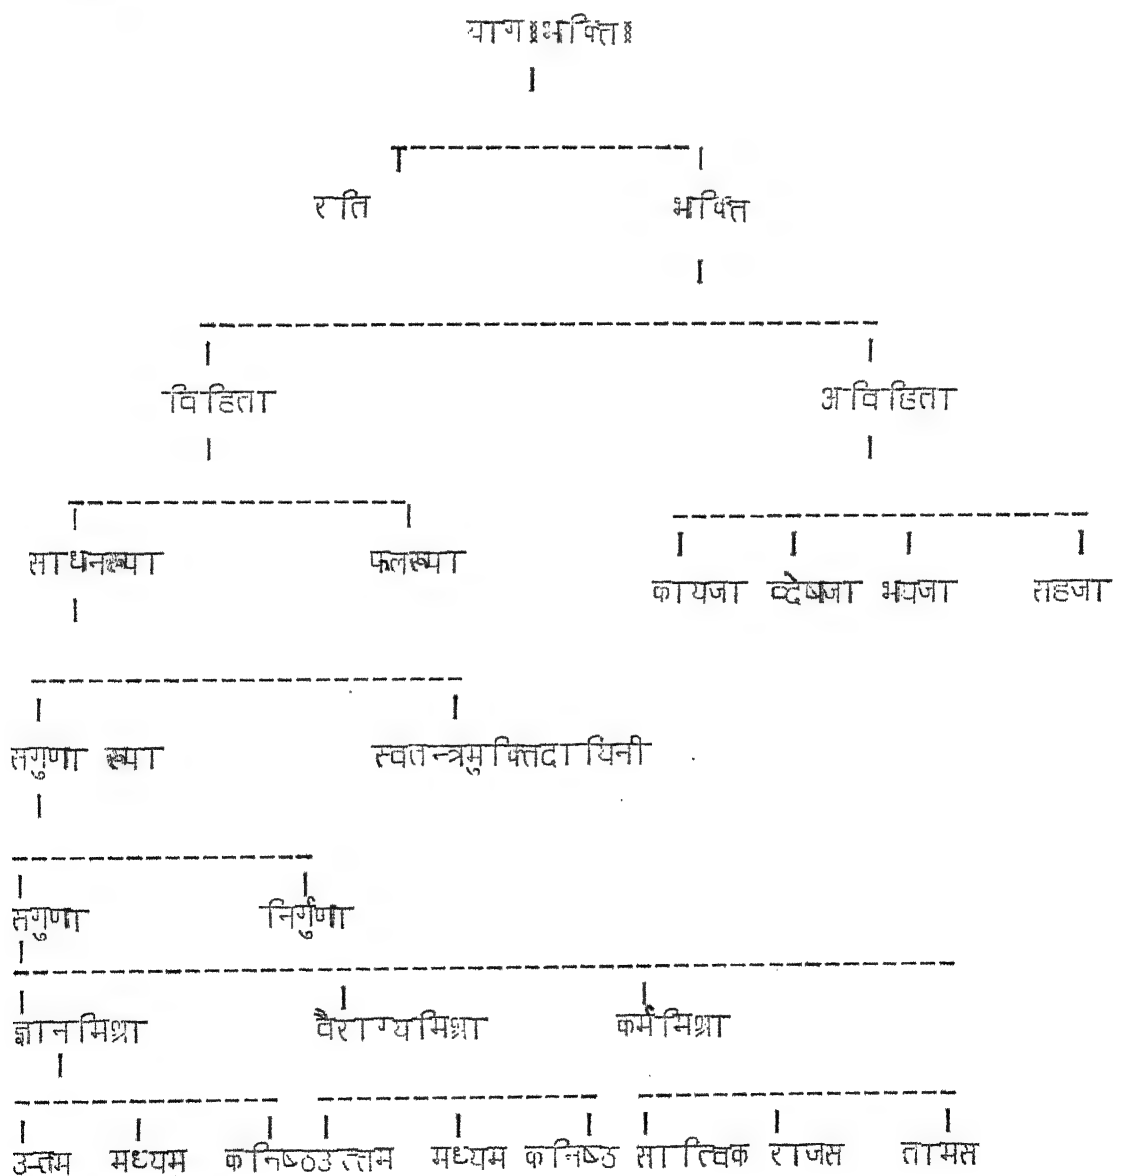 याग॥भक्ति॥
रति भक्ति
विहिता अविहिता
साधनरूपा फलरूपा
कायजा व्देषजा भयजा सहजा
सगुणा रूपा स्वतन्त्रमुक्तिदायिनी
सगुणा निर्गुणा
ज्ञानमिश्रा वैराग्यमिश्रा कर्ममिश्रा
उत्तम मध्यम कनिष्ठ उत्तम मध्यम कनिष्ठ सात्विक राजस तामस